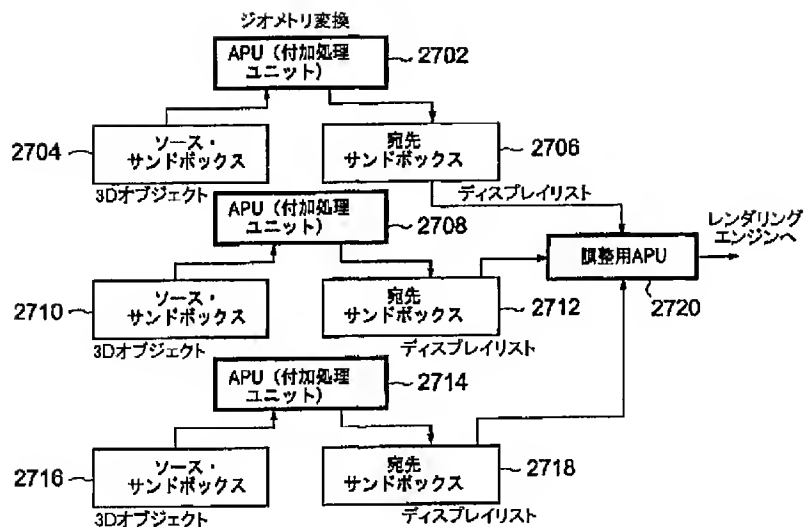 ジオメトリ変換
APU（付加処理
ユニット）
2702
2704
ソース・
サンドボックス
宛先
サンドボックス
2706
3Dオブジェクト
ディスプレイリスト
APU（付加処理
ユニット）
2708
レンダリング
エンジンへ
調整用APU
2720
2710
ソース・
サンドボックス
宛先
サンドボックス
2712
3Dオブジェクト
ディスプレイリスト
APU（付加処理
ユニット）
2714
2716
ソース・
サンドボックス
宛先
サンドボックス
2718
3Dオブジェクト
ディスプレイリスト